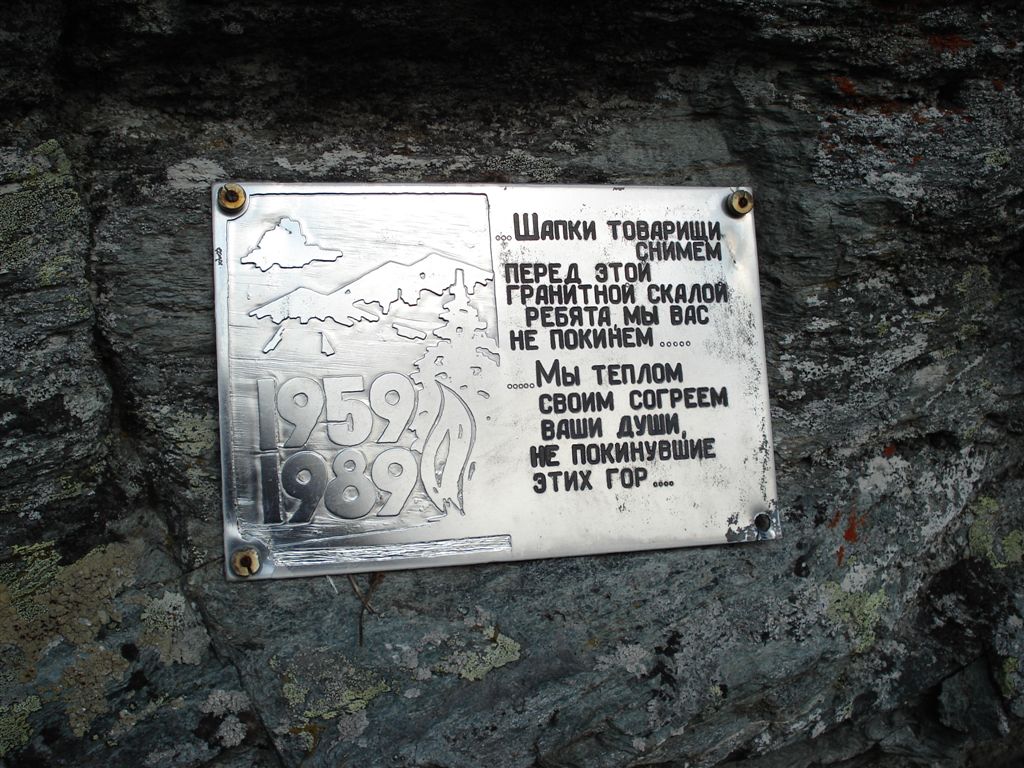 ...Шапки товарищи
снимем
перед этой
гранитной скалой
ребята мы вас
не покинем.....
.....Мы теплом
своим согреем
ваши души,
не покинувшие
этих гор....
1959
1989